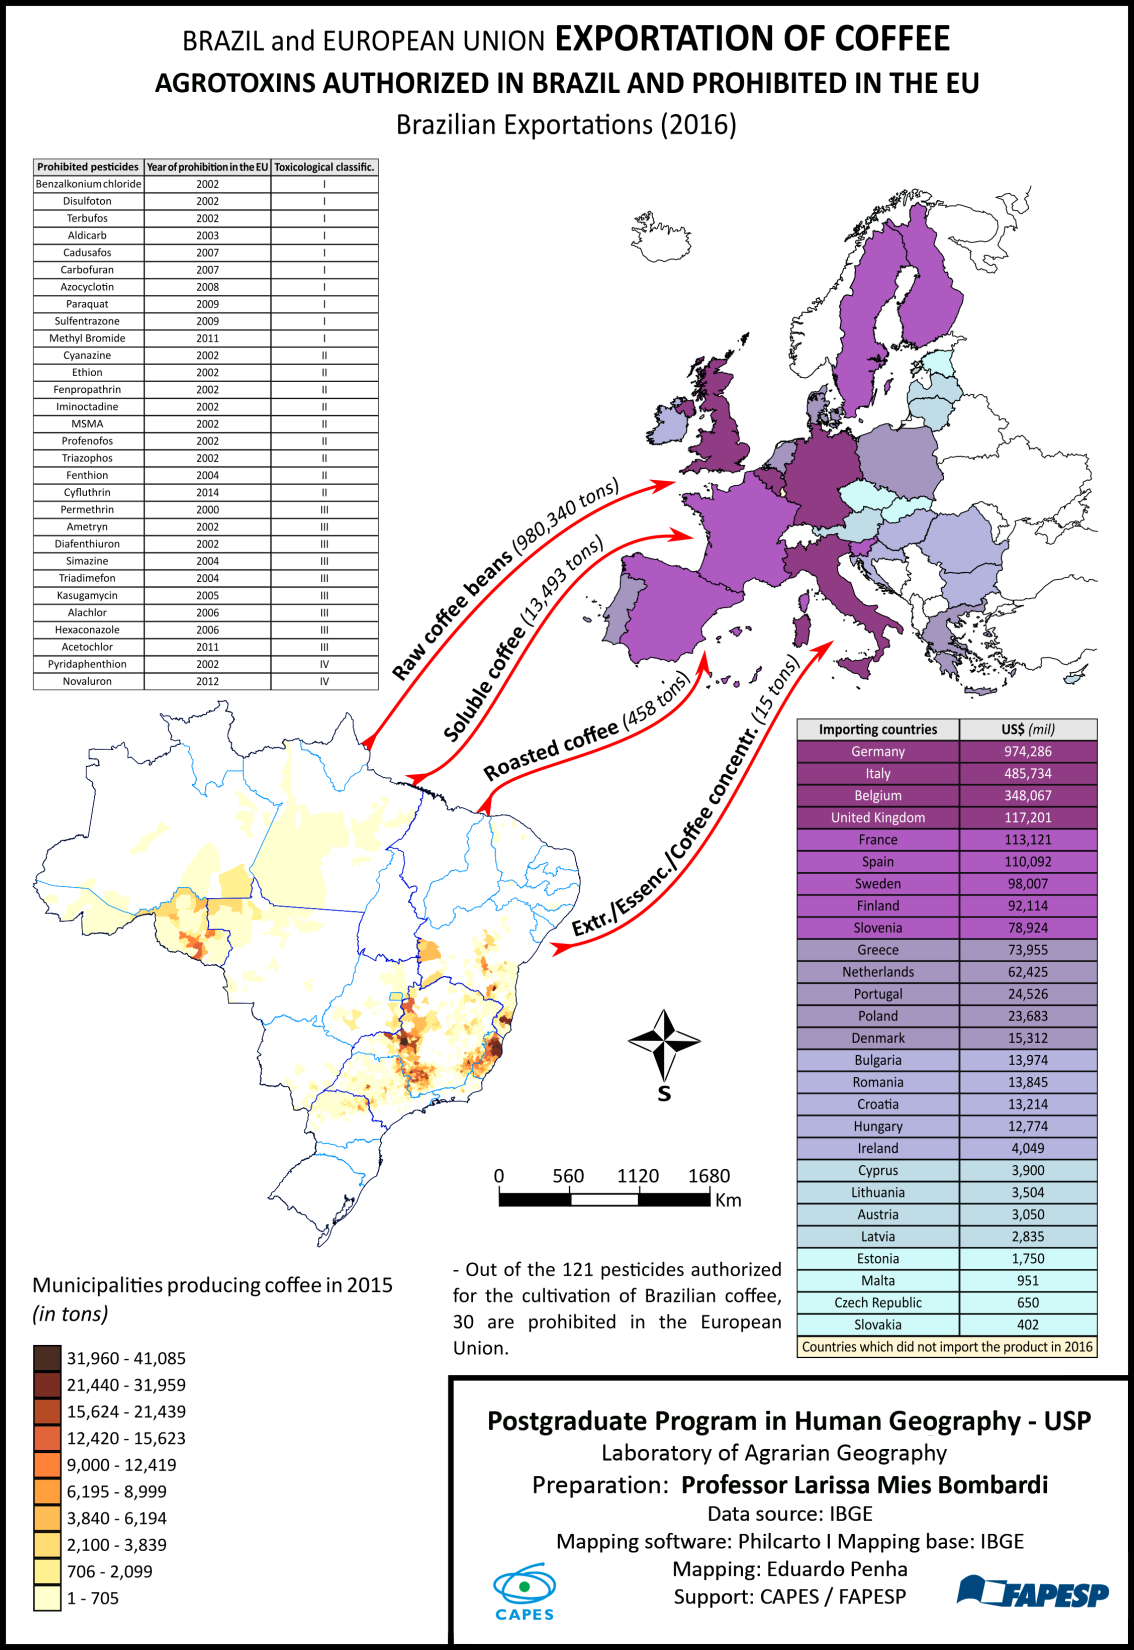 BRAZIL and EUROPEAN UNION EXPORTATION OF COFFEE
AGROTOXINS AUTHORIZED IN BRAZIL AND PROHIBITED IN THE EU
Brazilian Exportations (2016)
Prohibited pesticides Year of prohibition in the EU Toxicological classific.
Benzalkonium chloride 2002 I
Disulfoton 2002 I
Terbufos 2002 I
Aldicarb 2003 I
Cadusafos 2007 I
Carbofuran 2007 I
Azocyclotin 2008 I
Paraquat 2009 I
Sulfentrazone 2009 I
Methyl Bromide 2011 I
Cyanazine 2002 II
Ethion 2002 II
Fenpropathrin 2002 II
Iminoctadine 2002 II
MSMA 2002 II
Profenofos 2002 II
Triazophos 2002 II
Fenthion 2004 II
Cyfluthrin 2014 II
Permethrin 2000 III
Ametryn 2002 III
Diafenthiuron 2002 III
Simazine 2004 III
Triadimefon 2004 III
Kasugamycin 2005 III
Alachlor 2006 III
Hexaconazole 2006 III
Acetochlor 2011 III
Pyridaphenthion 2002 IV
Novaluron 2012 IV
Raw coffee beans (980,340 tons)
Soluble coffee (13,493 tons)
Roasted coffee (458 tons)
Extr./Essenc./Coffee concentr. (15 tons)
Importing countries US$ (mil)
Germany 974,286
Italy 485,734
Belgium 348,067
United Kingdom 117,201
France 113,121
Spain 110,092
Sweden 98,007
Finland 92,114
Slovenia 78,924
Greece 73,955
Netherlands 62,425
Portugal 24,526
Poland 23,683
Denmark 15,312
Bulgaria 13,974
Romania 13,845
Croatia 13,214
Hungary 12,774
Ireland 4,049
Cyprus 3,900
Lithuania 3,504
Austria 3,050
Latvia 2,835
Estonia 1,750
Malta 951
Czech Republic 650
Slovakia 402
Countries which did not import the product in 2016
S
0 560 1120 1680
Km
- Out of the 121 pesticides authorized
for the cultivation of Brazilian coffee,
30 are prohibited in the European
Union.
Municipalities producing coffee in 2015
(in tons)
31,960 - 41,085
21,440 - 31,959
15,624 - 21,439
12,420 - 15,623
9,000 - 12,419
6,195 - 8,999
3,840 - 6,194
2,100 - 3,839
706 - 2,099
1 - 705
Postgraduate Program in Human Geography - USP
Laboratory of Agrarian Geography
Preparation: Professor Larissa Mies Bombardi
Data source: IBGE
Mapping software: Philcarto I Mapping base: IBGE
Mapping: Eduardo Penha
Support: CAPES / FAPESP
CAPES
FAPESP